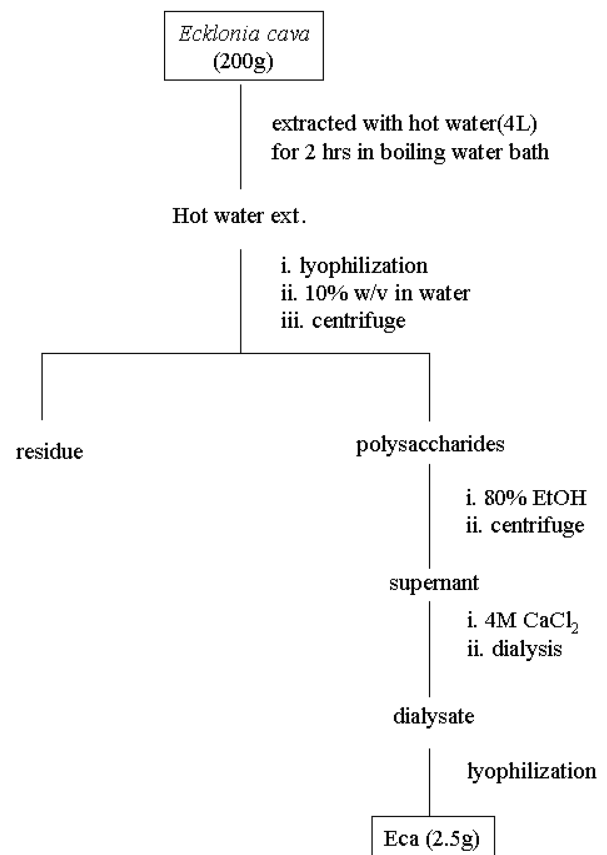 Ecklonia cava
(200g)
extracted with hot water(4L)
for 2 hrs in boiling water bath
Hot water ext.
i. lyophilization
ii. 10% w/v in water
iii. centrifuge
residue
polysaccharides
i. 80% EtOH
ii. centrifuge
supernant
i. 4M CaCl₂
ii. dialysis
dialysate
lyophilization
Eca (2.5g)